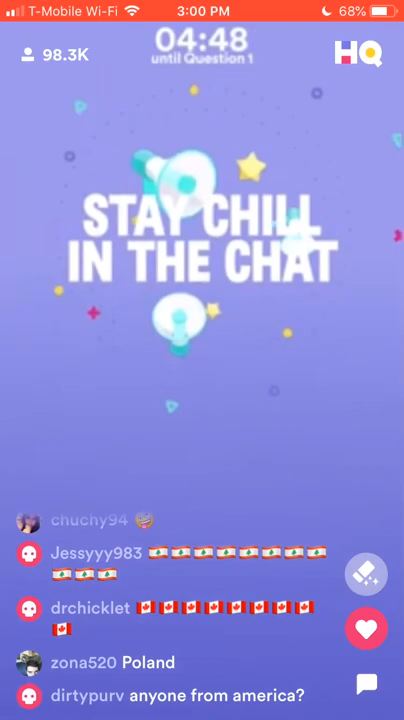 T-Mobile Wi-Fi 3:00 PM 68%
98.3K 04:48 HQ
until Question 1
STAY CHILL
IN THE CHAT
chuchy94 😜
Jessyyy983 🇱🇧🇱🇧🇱🇧🇱🇧🇱🇧🇱🇧🇱🇧🇱🇧
🇱🇧🇱🇧🇱🇧
drchicklet 🇨🇦🇨🇦🇨🇦🇨🇦🇨🇦🇨🇦🇨🇦🇨🇦
🇨🇦
zona520 Poland
dirtypurv anyone from america?